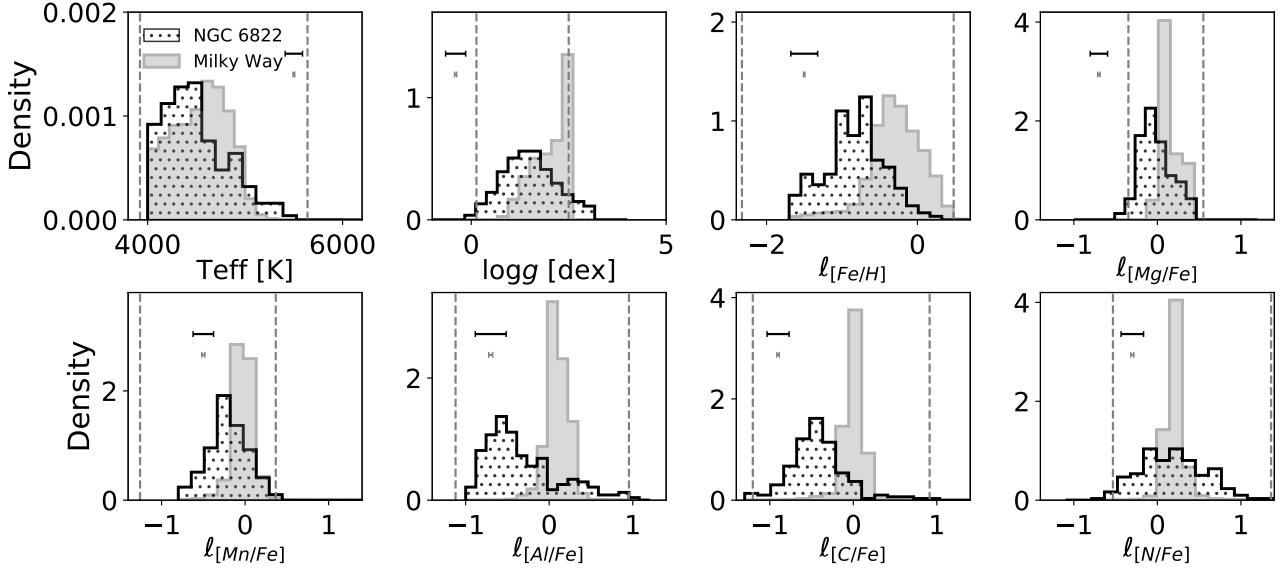 0.002
0.001
0.000
Density
NGC 6822
Milky Way
4000 6000
Teff [K]
1
0
0 5
logg [dex]
2
1
0
−2 0
ℓ[Fe/H]
4
2
0
−1 0 1
ℓ[Mg/Fe]
Density
2
0
−1 0 1
ℓ[Mn/Fe]
2
0
−1 0 1
ℓ[Al/Fe]
4
2
0
−1 0 1
ℓ[C/Fe]
4
2
0
−1 0 1
ℓ[N/Fe]